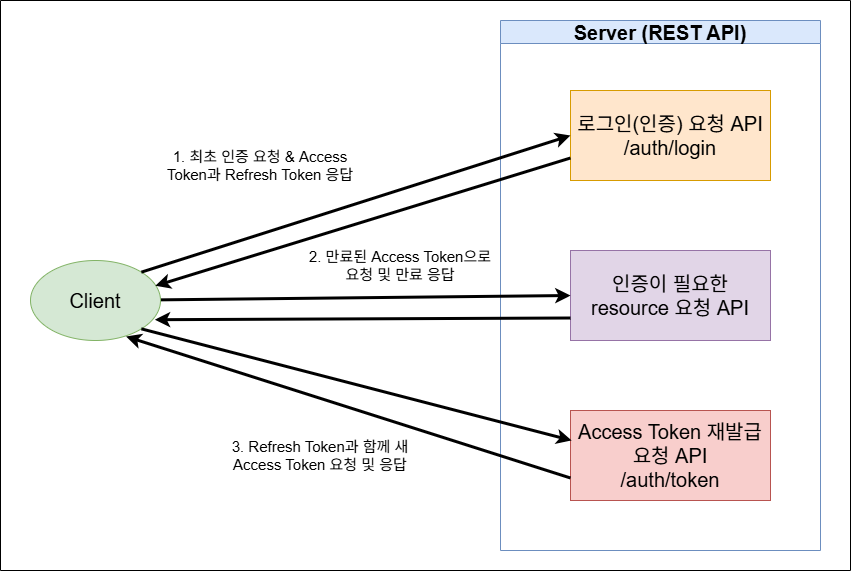 Server (REST API)
로그인(인증) 요청 API
/auth/login
1. 최초 인증 요청 & Access
Token과 Refresh Token 응답
2. 만료된 Access Token으로
요청 및 만료 응답
Client
인증이 필요한
resource 요청 API
Access Token 재발급
요청 API
/auth/token
3. Refresh Token과 함께 새
Access Token 요청 및 응답